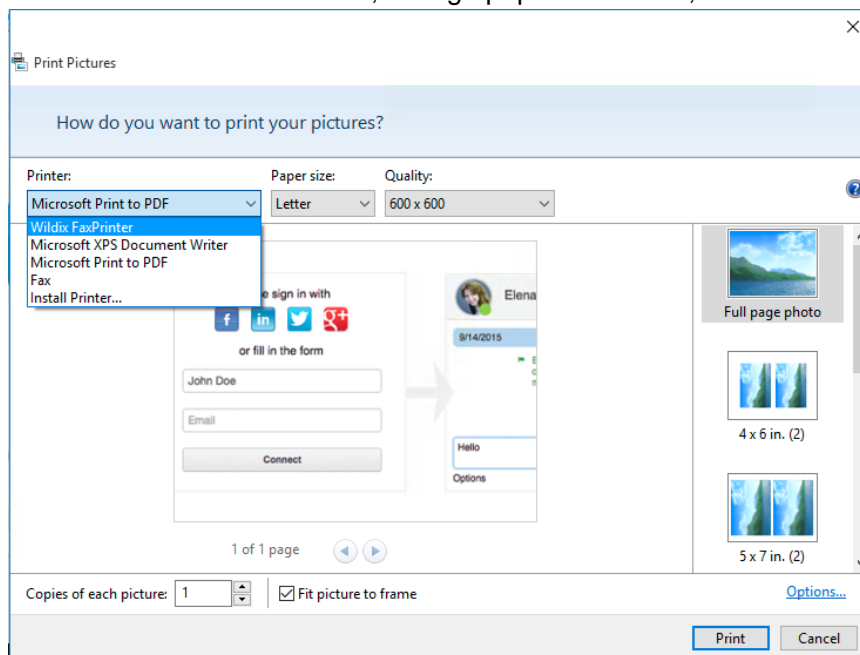 Print Pictures
How do you want to print your pictures?
Printer: Paper size: Quality:
Microsoft Print to PDF Letter 600 x 600
Wildix FaxPrinter
Microsoft XPS Document Writer
Microsoft Print to PDF
Fax
Install Printer...
sign in with
f in g+
or fill in the form
John Doe
Email
Connect
Elena
9/14/2015
Hello
Options
Full page photo
4 x 6 in. (2)
5 x 7 in. (2)
1 of 1 page
Copies of each picture: 1 Fit picture to frame Options...
Print Cancel